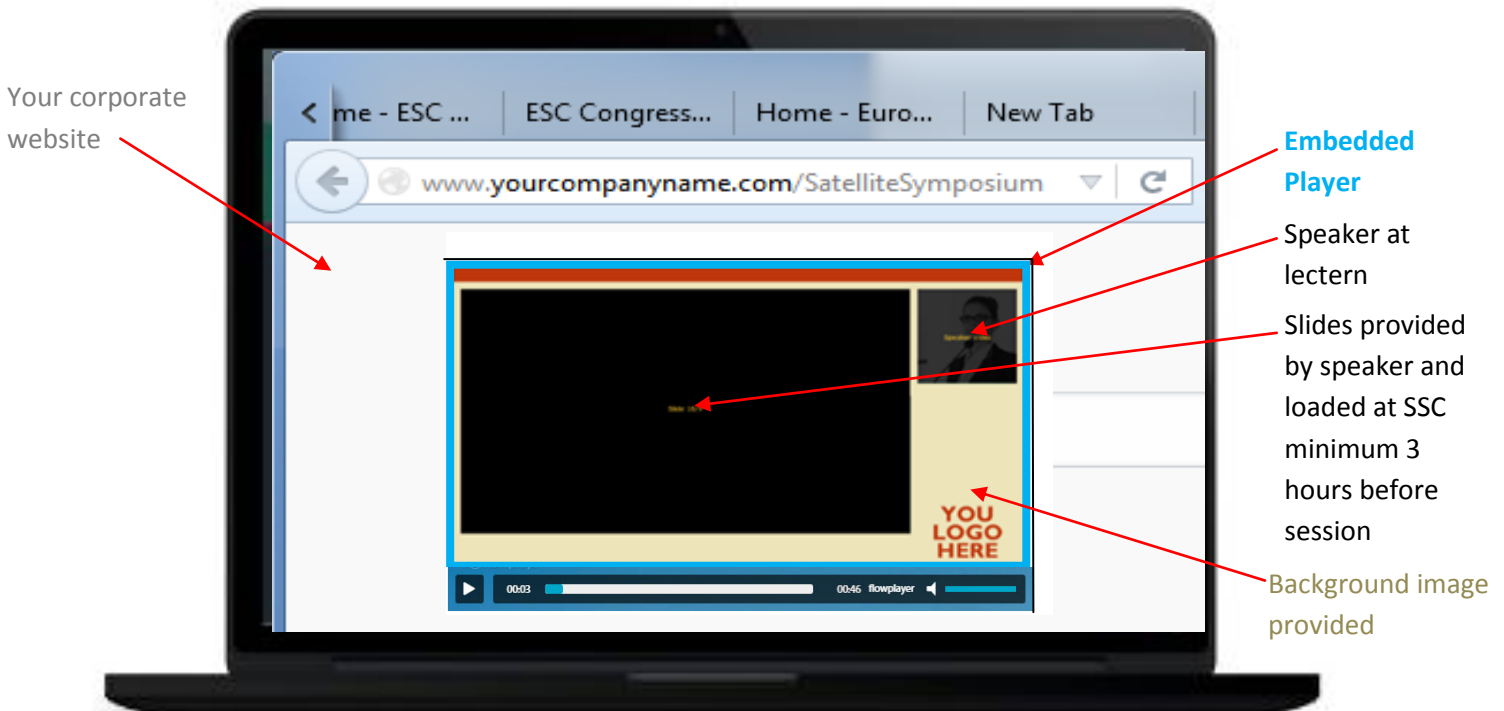 Your corporate
website
< me - ESC ...
ESC Congress...
Home - Euro...
New Tab
www.yourcompanyname.com/SatelliteSymposium
Embedded
Player
Speaker at
lectern
Slides provided
by speaker and
loaded at SSC
minimum 3
hours before
session
Background image
provided
YOU
LOGO
HERE
00:03
00:46 flowplayer